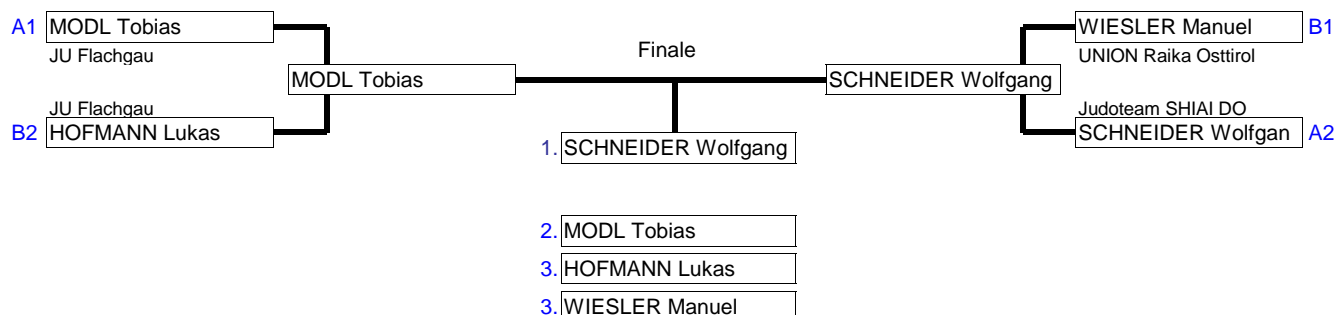 A1 MODL Tobias
JU Flachgau
MODL Tobias
JU Flachgau
B2 HOFMANN Lukas
Finale
WIESLER Manuel B1
UNION Raika Osttirol
SCHNEIDER Wolfgang
Judoteam SHIAI DO
SCHNEIDER Wolfgan A2
1. SCHNEIDER Wolfgang
2. MODL Tobias
3. HOFMANN Lukas
3. WIESLER Manuel